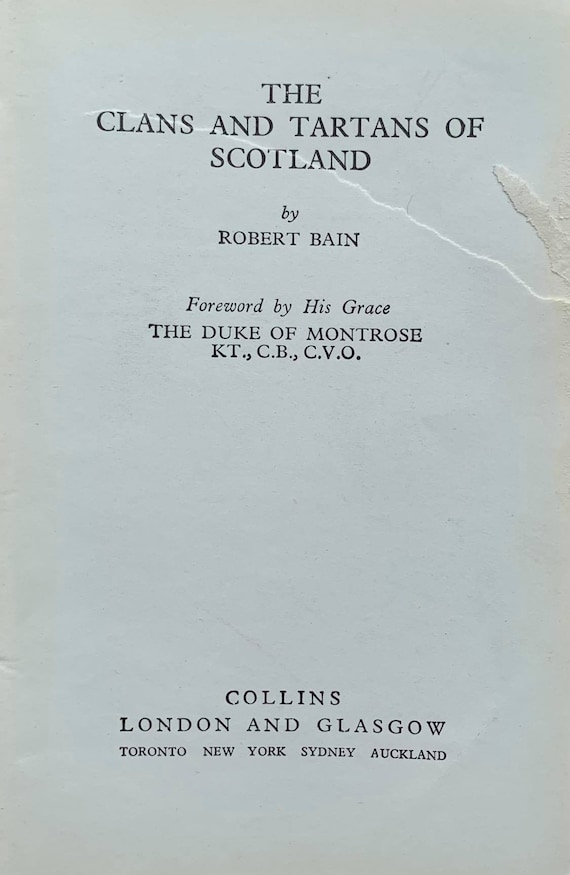 THE
CLANS AND TARTANS OF
SCOTLAND
by
ROBERT BAIN
Foreword by His Grace
THE DUKE OF MONTROSE
KT., C.B., C.V.O.
COLLINS
LONDON AND GLASGOW
TORONTO NEW YORK SYDNEY AUCKLAND